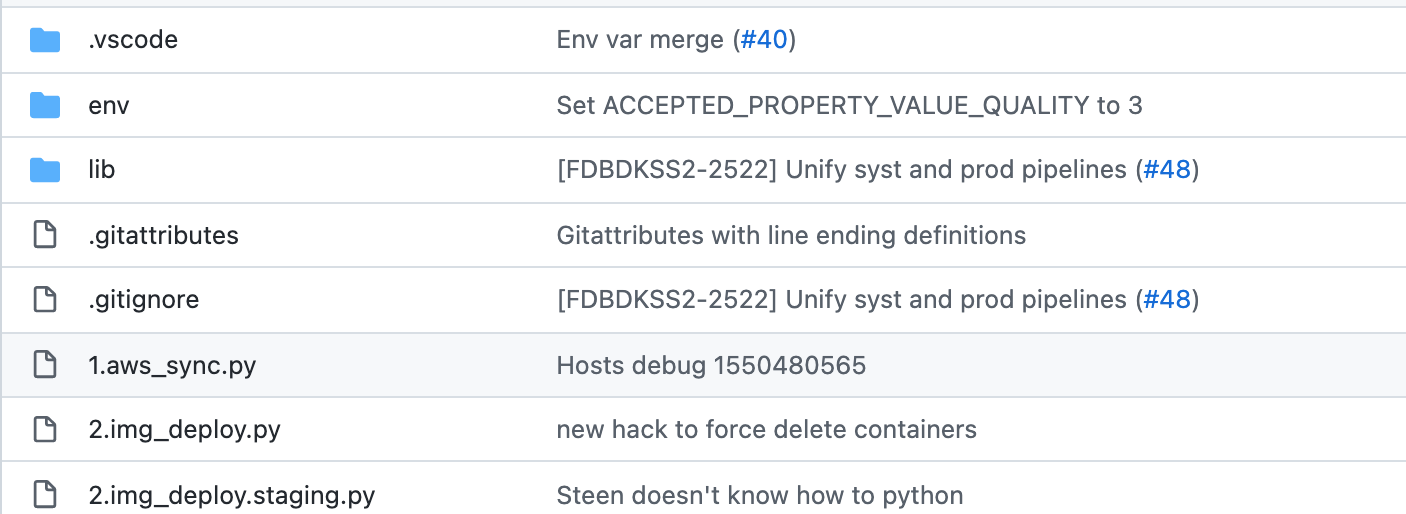 .vscode Env var merge (#40)
env Set ACCEPTED_PROPERTY_VALUE_QUALITY to 3
lib [FDBDKSS2-2522] Unify syst and prod pipelines (#48)
.gitattributes Gitattributes with line ending definitions
.gitignore [FDBDKSS2-2522] Unify syst and prod pipelines (#48)
1.aws_sync.py Hosts debug 1550480565
2.img_deploy.py new hack to force delete containers
2.img_deploy.staging.py Steen doesn't know how to python